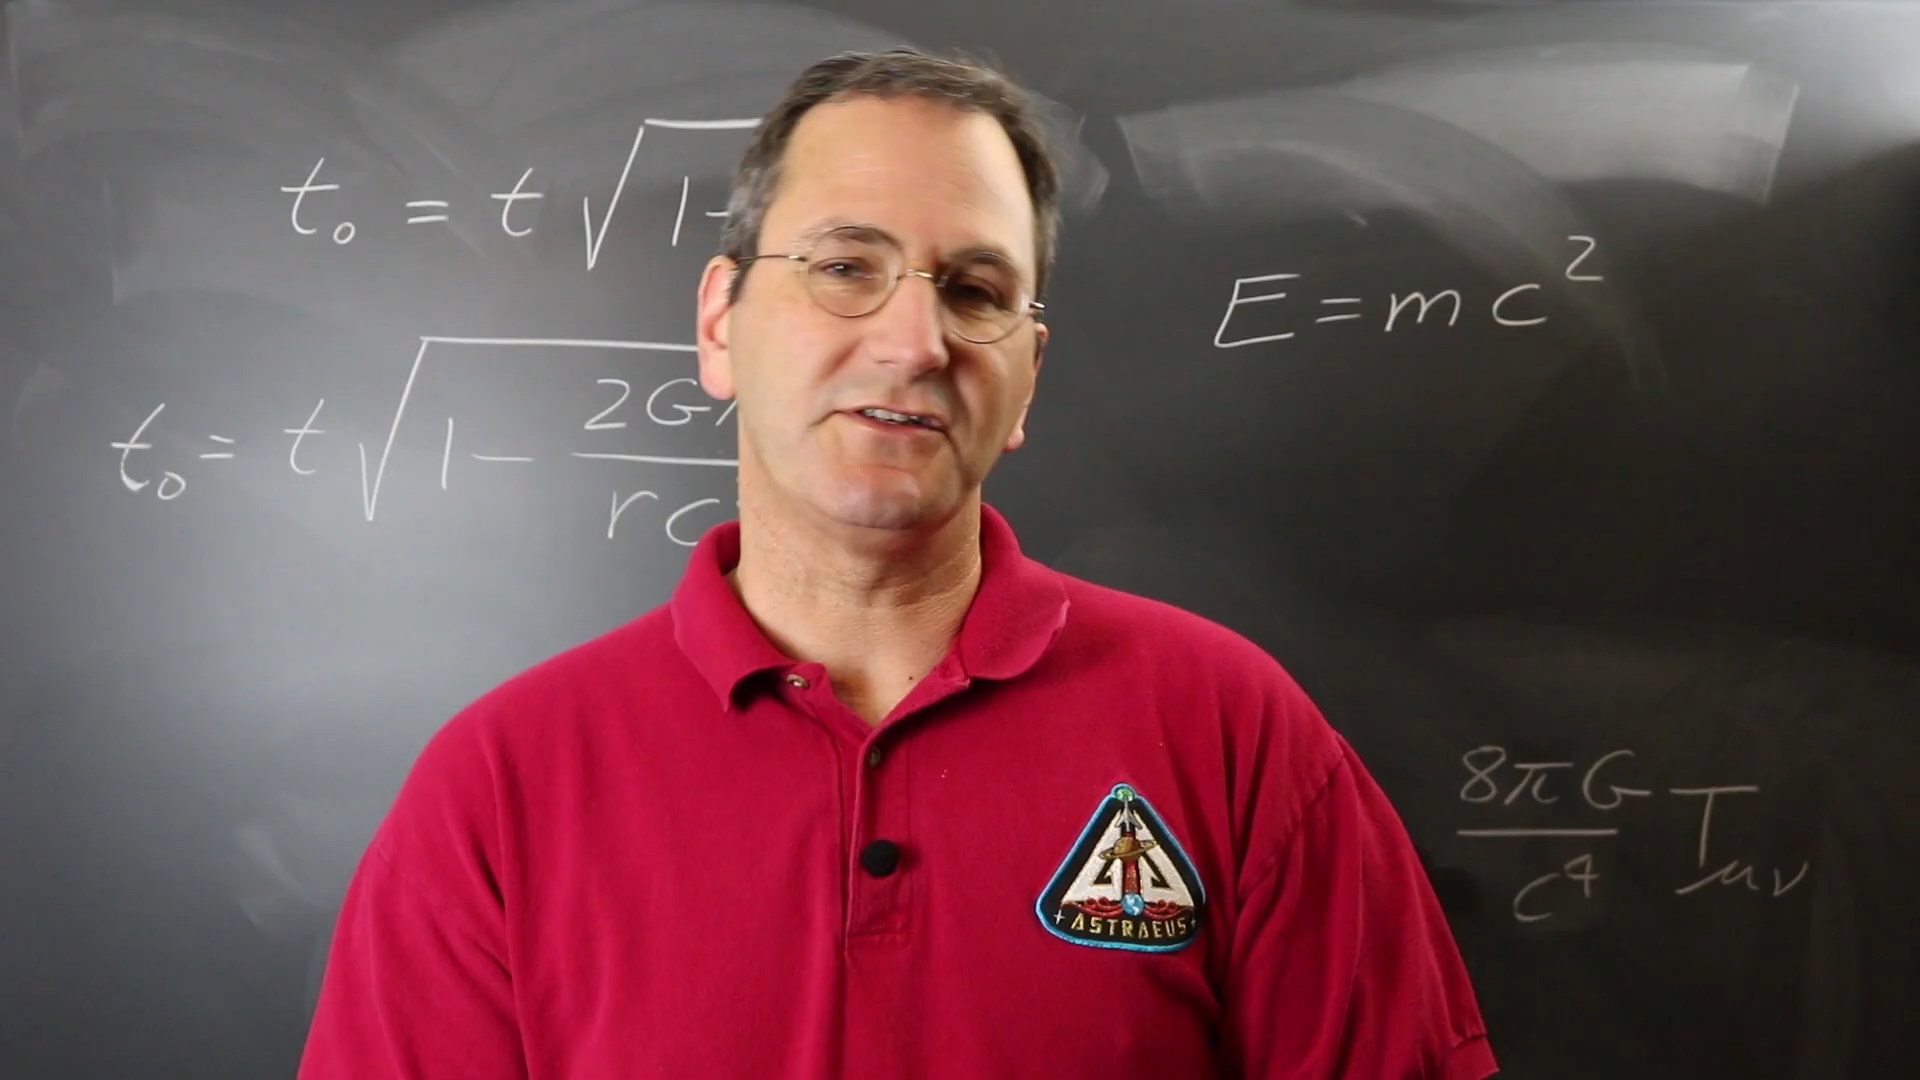 t₀ = t √1-
E = mc²
t₀ = t √1 - 2G
rc
8πG
c⁴
Tμν
ASTRAEUS